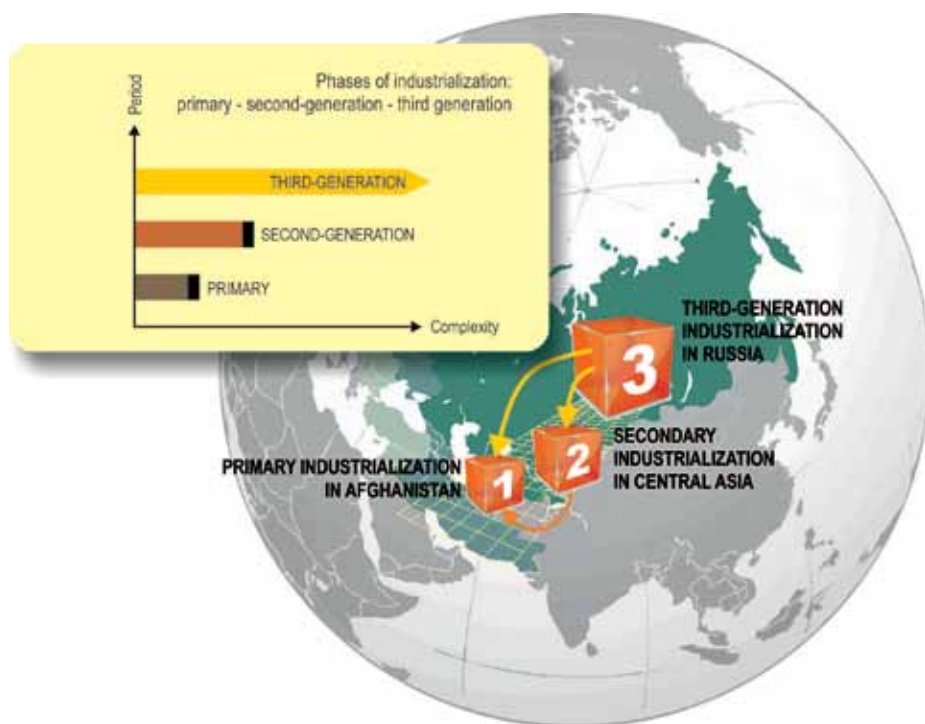 Phases of industrialization:
primary - second-generation - third generation
Period
THIRD-GENERATION
SECOND-GENERATION
PRIMARY
Complexity
THIRD-GENERATION
INDUSTRIALIZATION
IN RUSSIA
3
SECONDARY
INDUSTRIALIZATION
IN CENTRAL ASIA
2
PRIMARY INDUSTRIALIZATION
IN AFGHANISTAN
1